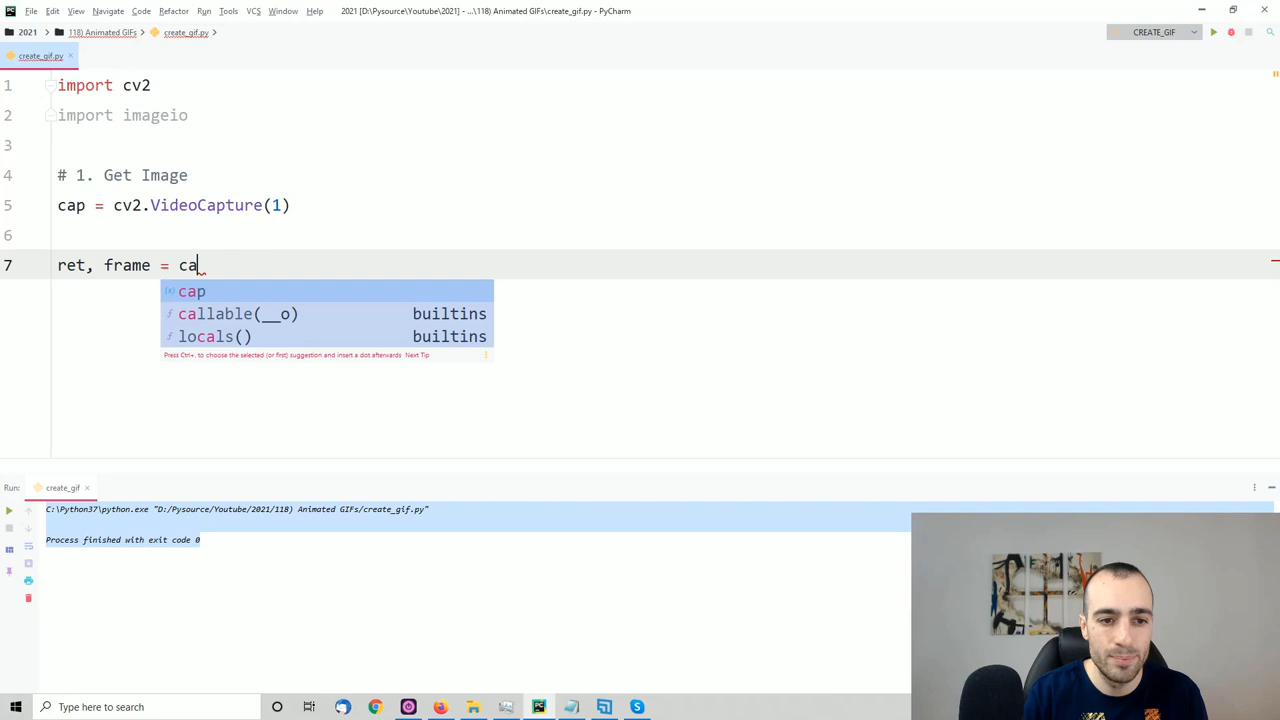 File Edit View Navigate Code Refactor Run Tools VCS Window Help 2021 [D:\Pysource\Youtube\2021] - ...\118) Animated GIFs\create_gif.py - PyCharm
2021 118) Animated GIFs create_gif.py CREATE_GIF
create_gif.py
1 import cv2
2 import imageio
3
4 # 1. Get Image
5 cap = cv2.VideoCapture(1)
6
7 ret, frame = ca
cap
callable(__o) builtins
locals() builtins
Press Ctrl+. to choose the selected (or first) suggestion and insert a dot afterwards Next Tip
Run: create_gif
C:\Python37\python.exe "D:/Pysource/Youtube/2021/118) Animated GIFs/create_gif.py"
Process finished with exit code 0
Type here to search